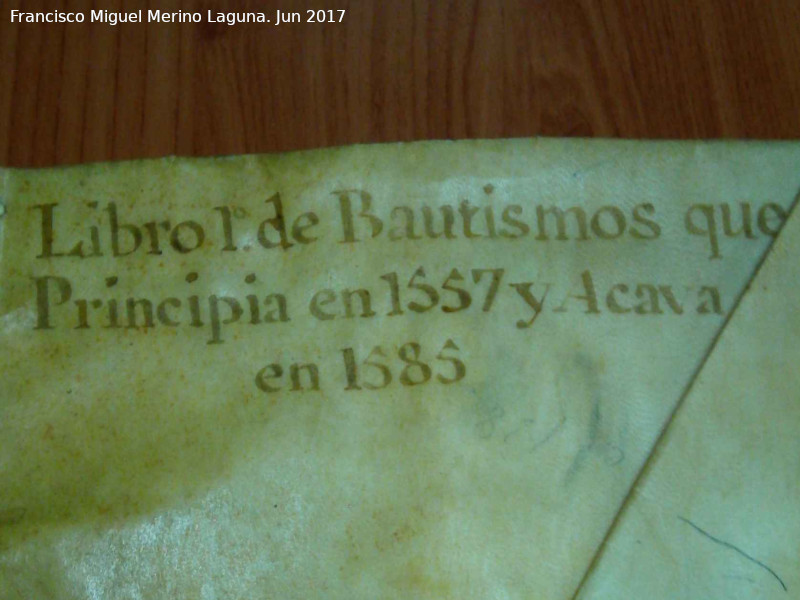 Francisco Miguel Merino Laguna. Jun 2017
Libro 1º. de Bautismos que
Principia en 1557 y Acava
en 1585